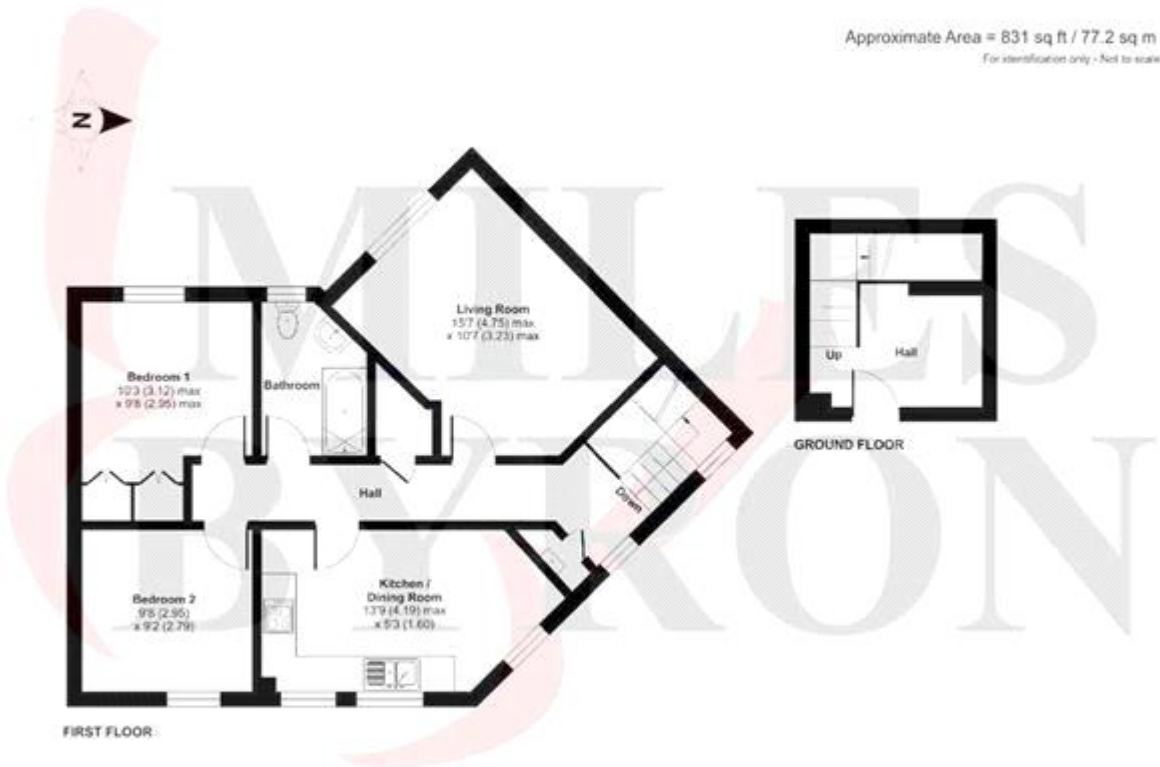 Approximate Area = 831 sq ft / 77.2 sq m
For identification only - Not to scale
N
MILES
BYRON
Living Room
15'7 (4.75) max
x 10'7 (3.23) max
Bedroom 1
10'3 (3.12) max
x 9'8 (2.95) max
Bathroom
Up
Hall
GROUND FLOOR
Hall
Down
Kitchen /
Dining Room
13'9 (4.19) max
x 5'3 (1.60)
Bedroom 2
9'8 (2.95)
x 9'2 (2.79)
FIRST FLOOR